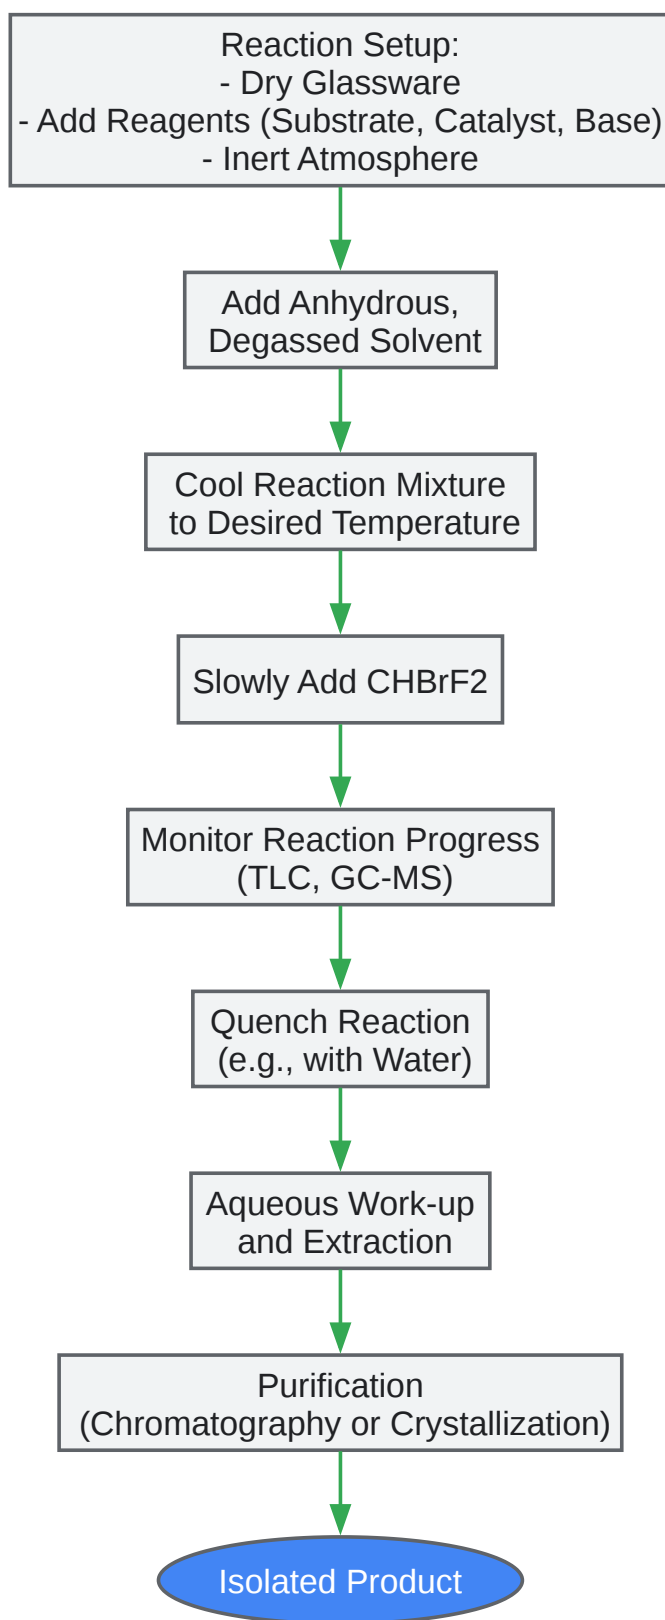 Reaction Setup:
- Dry Glassware
- Add Reagents (Substrate, Catalyst, Base)
- Inert Atmosphere
Add Anhydrous,
Degassed Solvent
Cool Reaction Mixture
to Desired Temperature
Slowly Add CHBrF2
Monitor Reaction Progress
(TLC, GC-MS)
Quench Reaction
(e.g., with Water)
Aqueous Work-up
and Extraction
Purification
(Chromatography or Crystallization)
Isolated Product